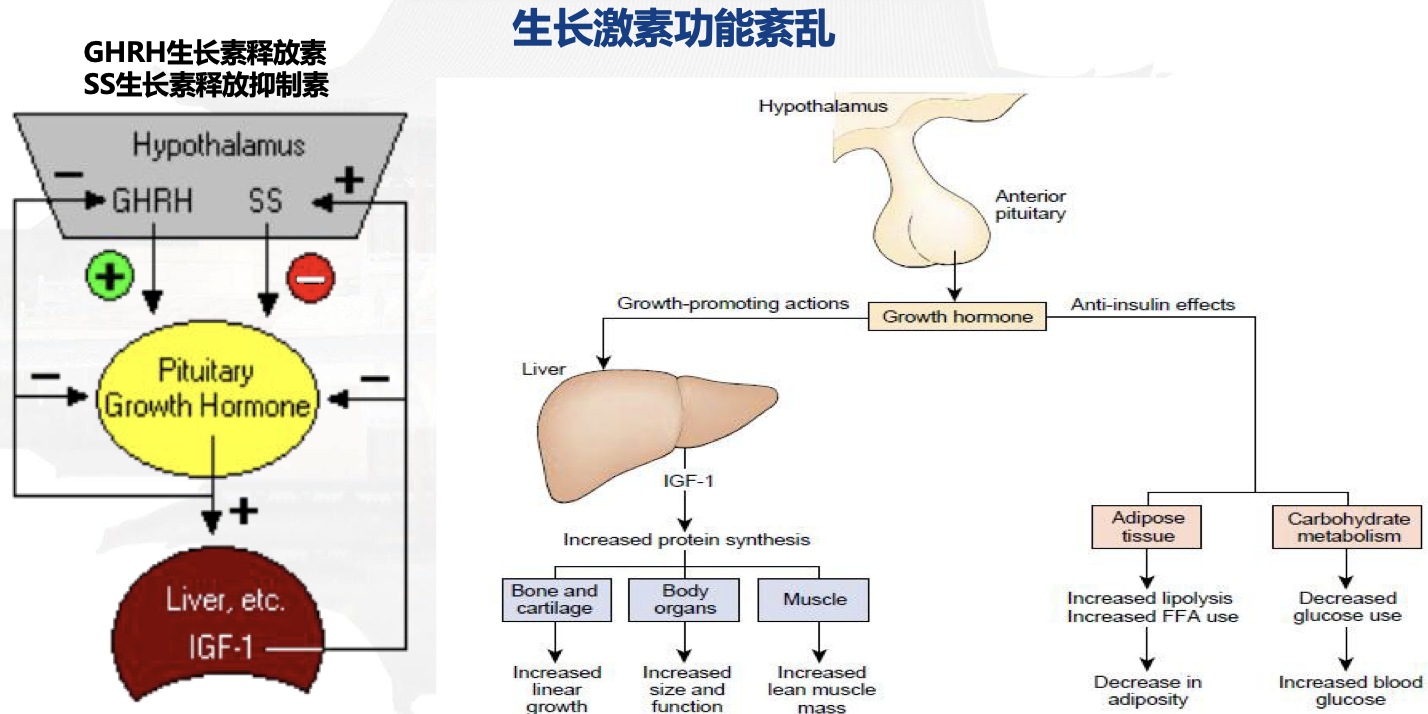 生长激素功能紊乱
GHRH生长素释放素
SS生长素释放抑制素
Hypothalamus
−
+
GHRH
SS
+
−
Pituitary
Growth Hormone
−
−
+
Liver, etc.
IGF-1
Hypothalamus
Anterior
pituitary
Growth-promoting actions
Growth hormone
Anti-insulin effects
Liver
IGF-1
Increased protein synthesis
Bone and
cartilage
Body
organs
Muscle
Increased
linear
growth
Increased
size and
function
Increased
lean muscle
mass
Adipose
tissue
Carbohydrate
metabolism
Increased lipolysis
Increased FFA use
Decreased
glucose use
Decrease in
adiposity
Increased blood
glucose